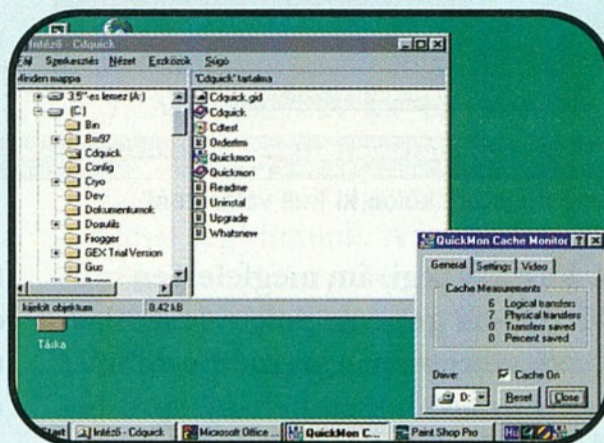 Intéző - Cdquick
Fájl Szerkesztés Nézet Eszközök Súgó
Minden mappa
'Cdquick' tartalma
3.5"-es lemez (A:)
(C:)
Bin
Bmi97
Cdquick
Config
Cryo
Dev
Dokumentumok
Dosutils
Frogger
GEX Trial Version
Gus
Cdquick.gid
Cdquick
Cdtest
Orderfrm
Quickmon
Quickmon
Readme
Uninstal
Upgrade
Whatsnew
kijelölt objektum
8,42 kB
Táska
QuickMon Cache Monitor
General Settings Video
Cache Measurements
6 Logical transfers
7 Physical transfers
0 Transfers saved
0 Percent saved
Drive:
Cache On
D:
Reset
Close
Start
Intéző - Cdquick
Microsoft Office ...
QuickMon C...
Paint Shop Pro
Hu